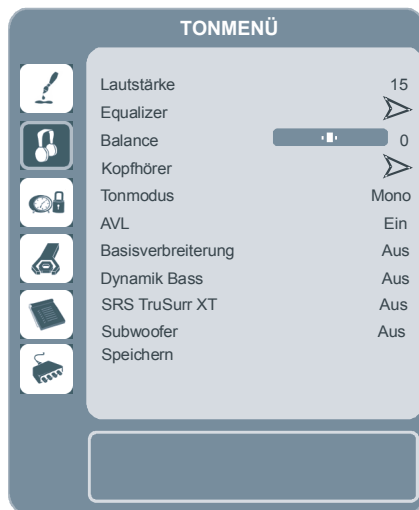 TONMENÜ
Lautstärke 15
Equalizer
Balance 0
Kopfhörer
Tonmodus Mono
AVL Ein
Basisverbreiterung Aus
Dynamik Bass Aus
SRS TruSurr XT Aus
Subwoofer Aus
Speichern